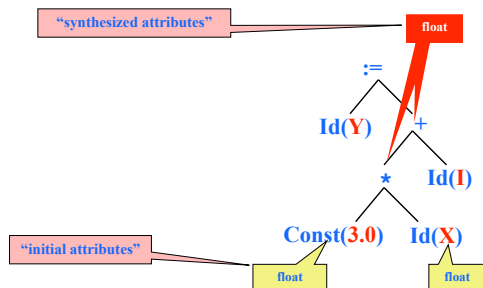 “synthesized attributes”
float
:=
Id(Y)
+
*
Id(I)
Const(3.0)
Id(X)
“initial attributes”
float
float